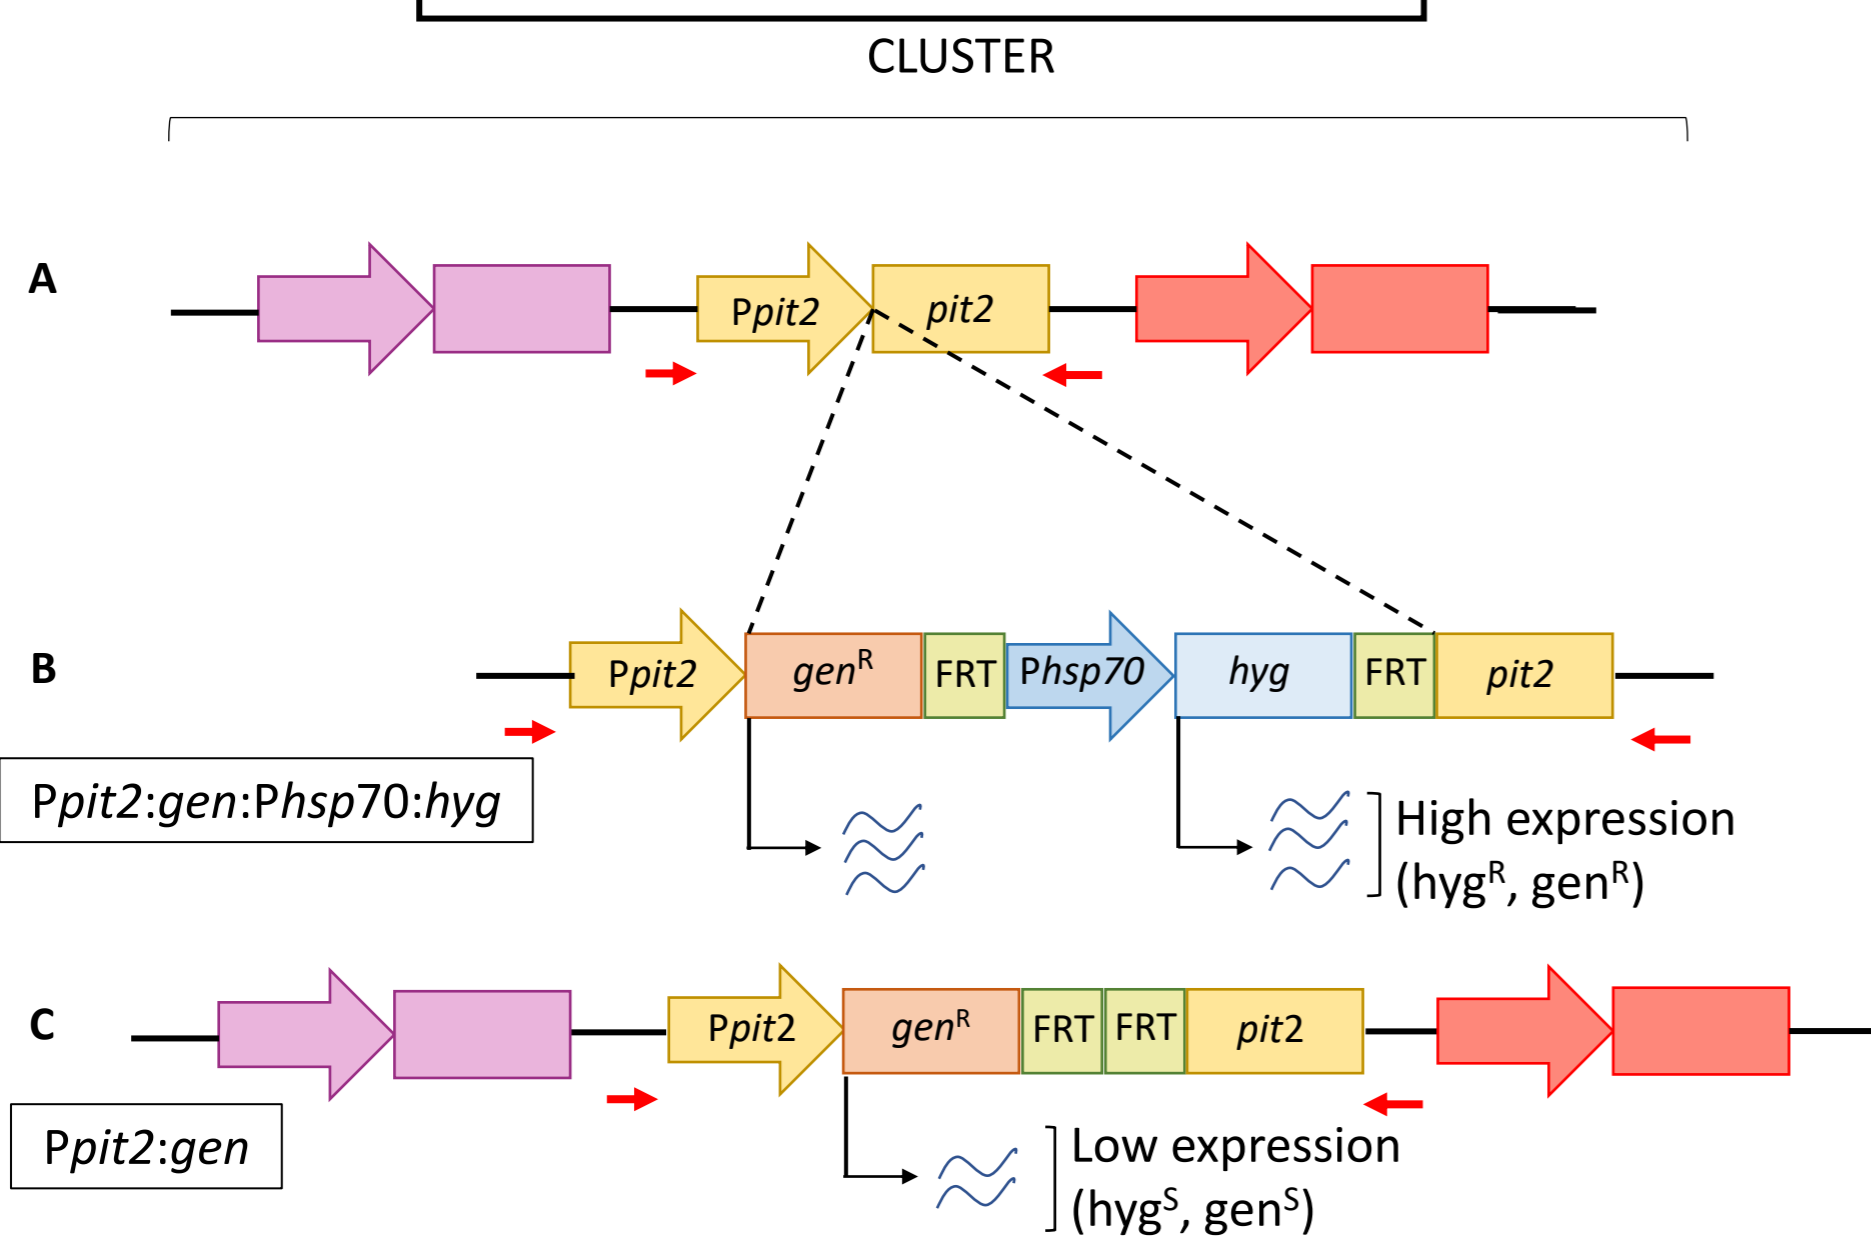 CLUSTER
A
Ppit2 pit2
B
Ppit2 genᴿ FRT Phsp70 hyg FRT pit2
Ppit2:gen:Phsp70:hyg
High expression
(hygᴿ, genᴿ)
C
Ppit2 genᴿ FRT FRT pit2
Ppit2:gen
Low expression
(hygˢ, genˢ)